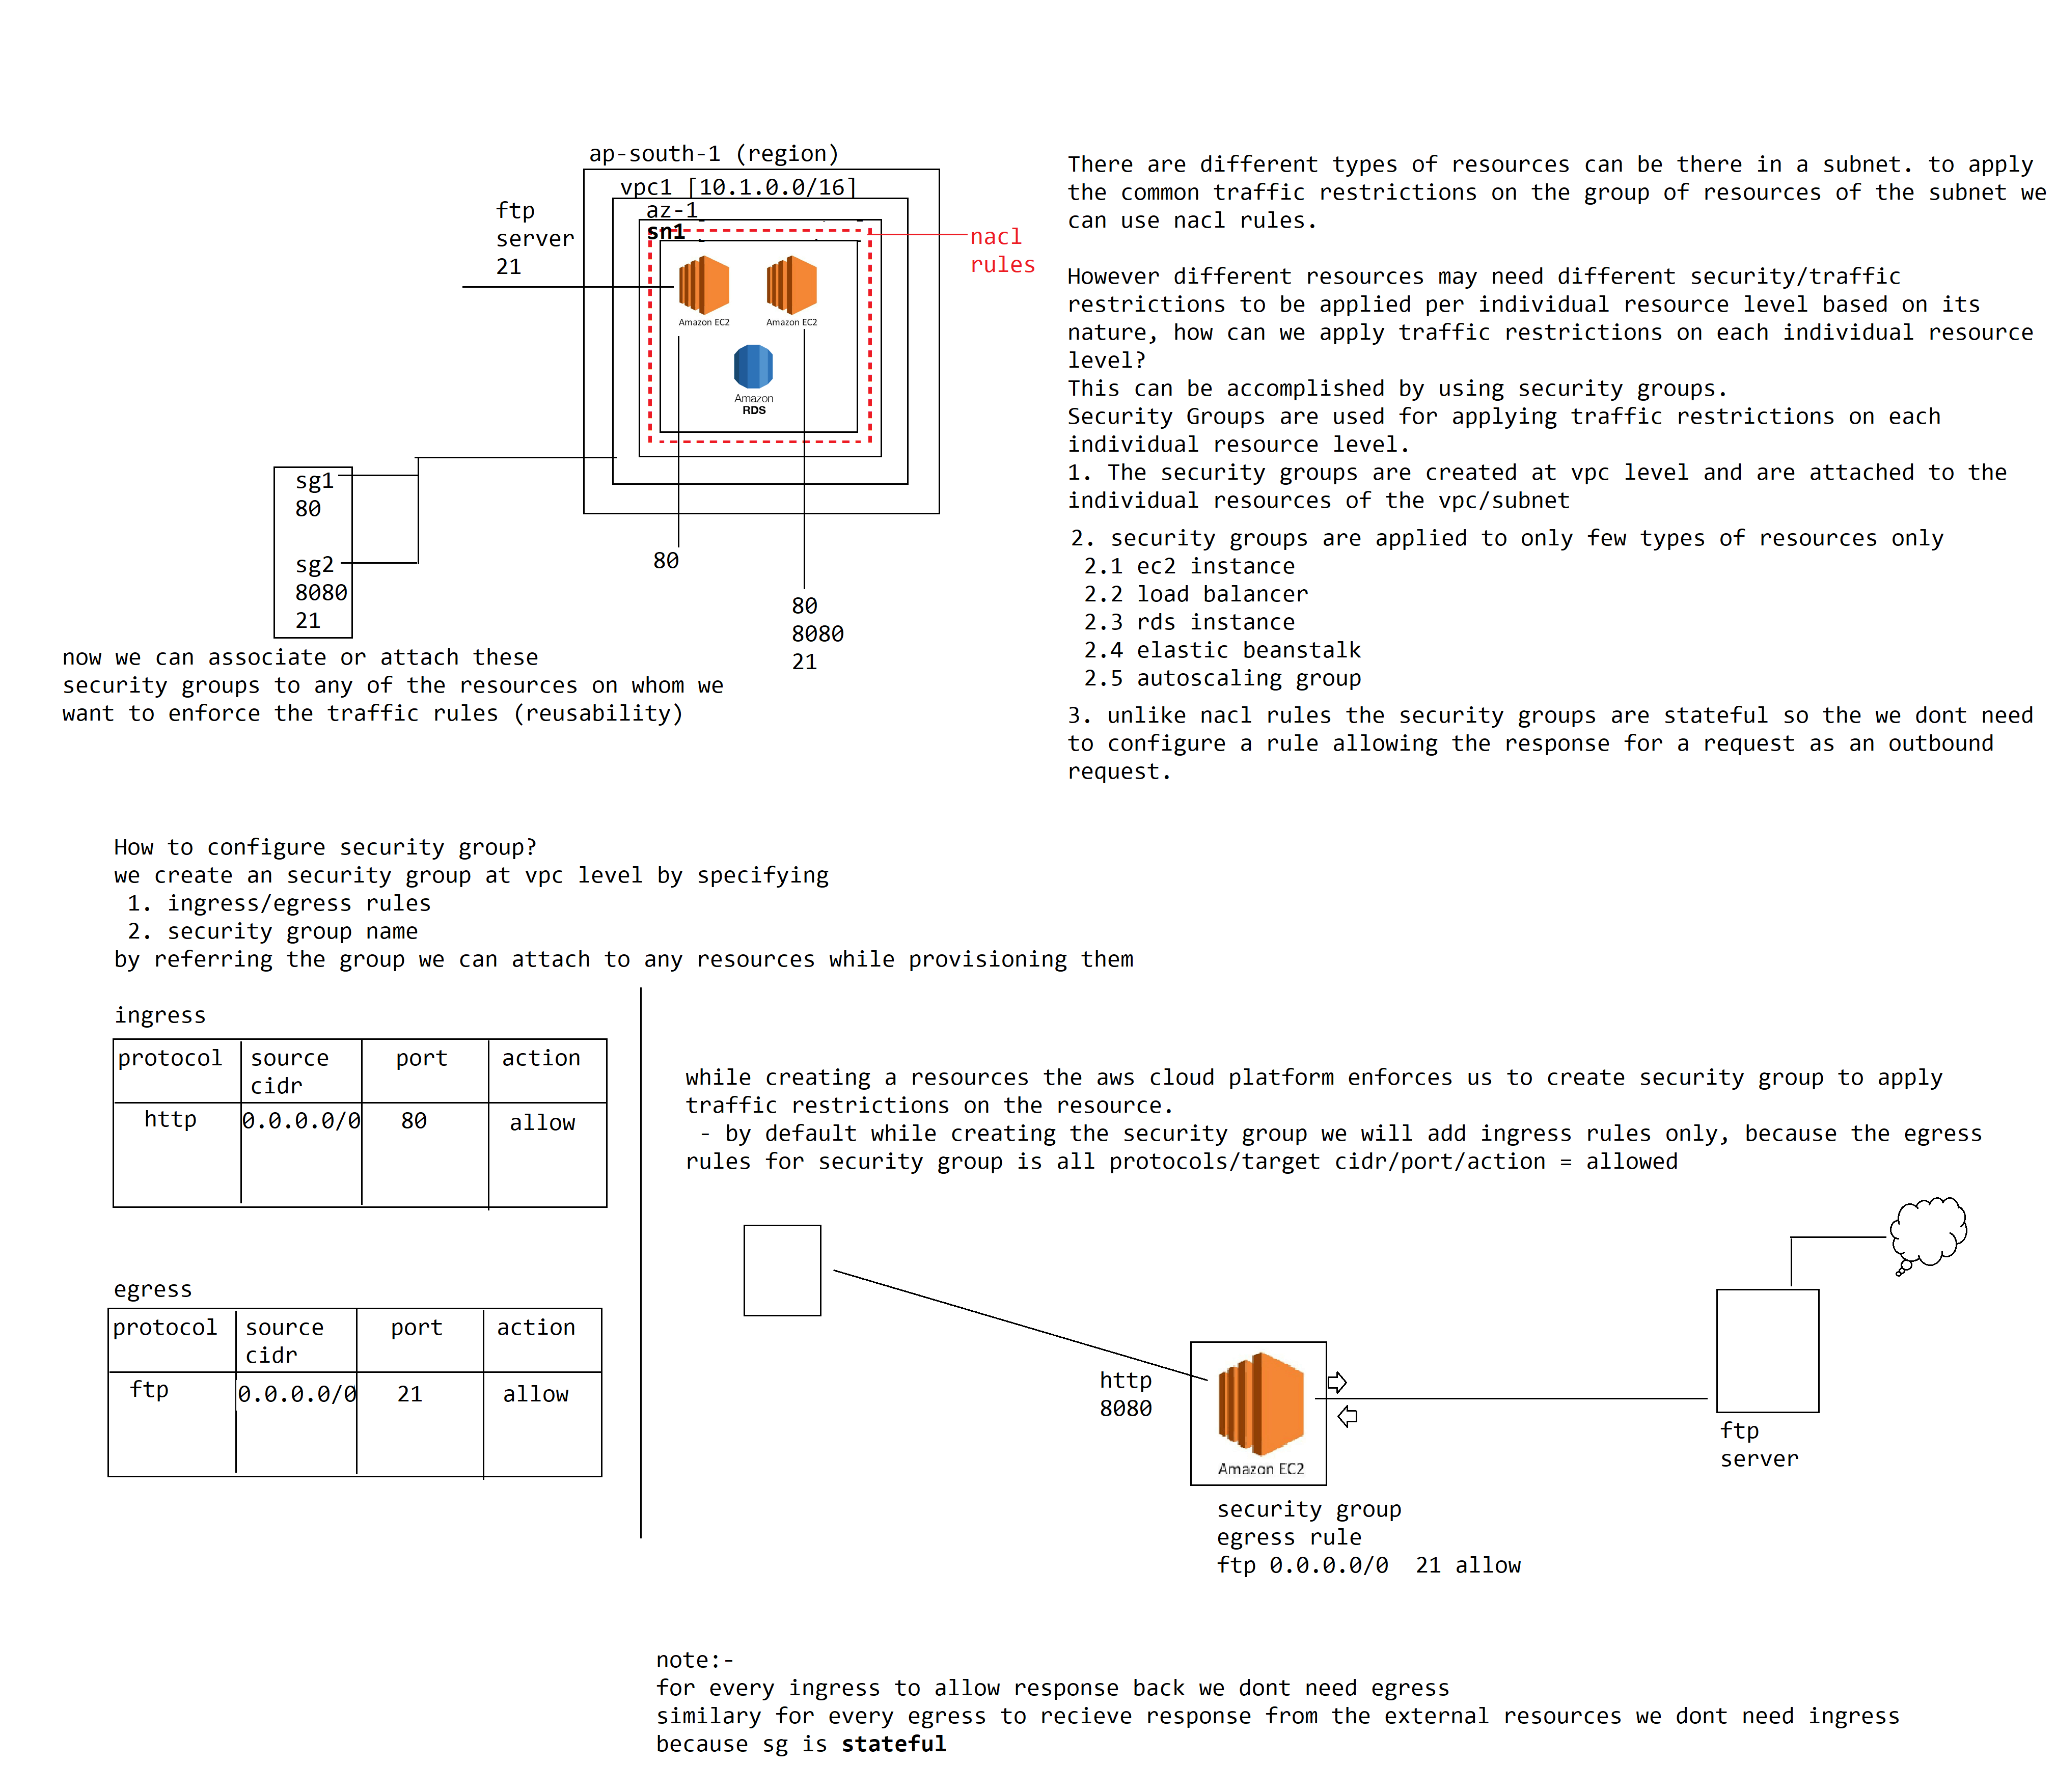 ap-south-1 (region)
vpc1 [10.1.0.0/16]
az-1
sn1
ftp
server
21
nacl
rules
Amazon EC2
Amazon EC2
Amazon
RDS
sg1
80
sg2
8080
21
80
80
8080
21
now we can associate or attach these
security groups to any of the resources on whom we
want to enforce the traffic rules (reusability)
There are different types of resources can be there in a subnet. to apply
the common traffic restrictions on the group of resources of the subnet we
can use nacl rules.
However different resources may need different security/traffic
restrictions to be applied per individual resource level based on its
nature, how can we apply traffic restrictions on each individual resource
level?
This can be accomplished by using security groups.
Security Groups are used for applying traffic restrictions on each
individual resource level.
1. The security groups are created at vpc level and are attached to the
individual resources of the vpc/subnet
2. security groups are applied to only few types of resources only
2.1 ec2 instance
2.2 load balancer
2.3 rds instance
2.4 elastic beanstalk
2.5 autoscaling group
3. unlike nacl rules the security groups are stateful so the we dont need
to configure a rule allowing the response for a request as an outbound
request.
How to configure security group?
we create an security group at vpc level by specifying
1. ingress/egress rules
2. security group name
by referring the group we can attach to any resources while provisioning them
ingress
protocol source port action
cidr
http 0.0.0.0/0 80 allow
egress
protocol source port action
cidr
ftp 0.0.0.0/0 21 allow
while creating a resources the aws cloud platform enforces us to create security group to apply
traffic restrictions on the resource.
- by default while creating the security group we will add ingress rules only, because the egress
rules for security group is all protocols/target cidr/port/action = allowed
http
8080
Amazon EC2
ftp
server
security group
egress rule
ftp 0.0.0.0/0 21 allow
note:-
for every ingress to allow response back we dont need egress
similary for every egress to recieve response from the external resources we dont need ingress
because sg is stateful